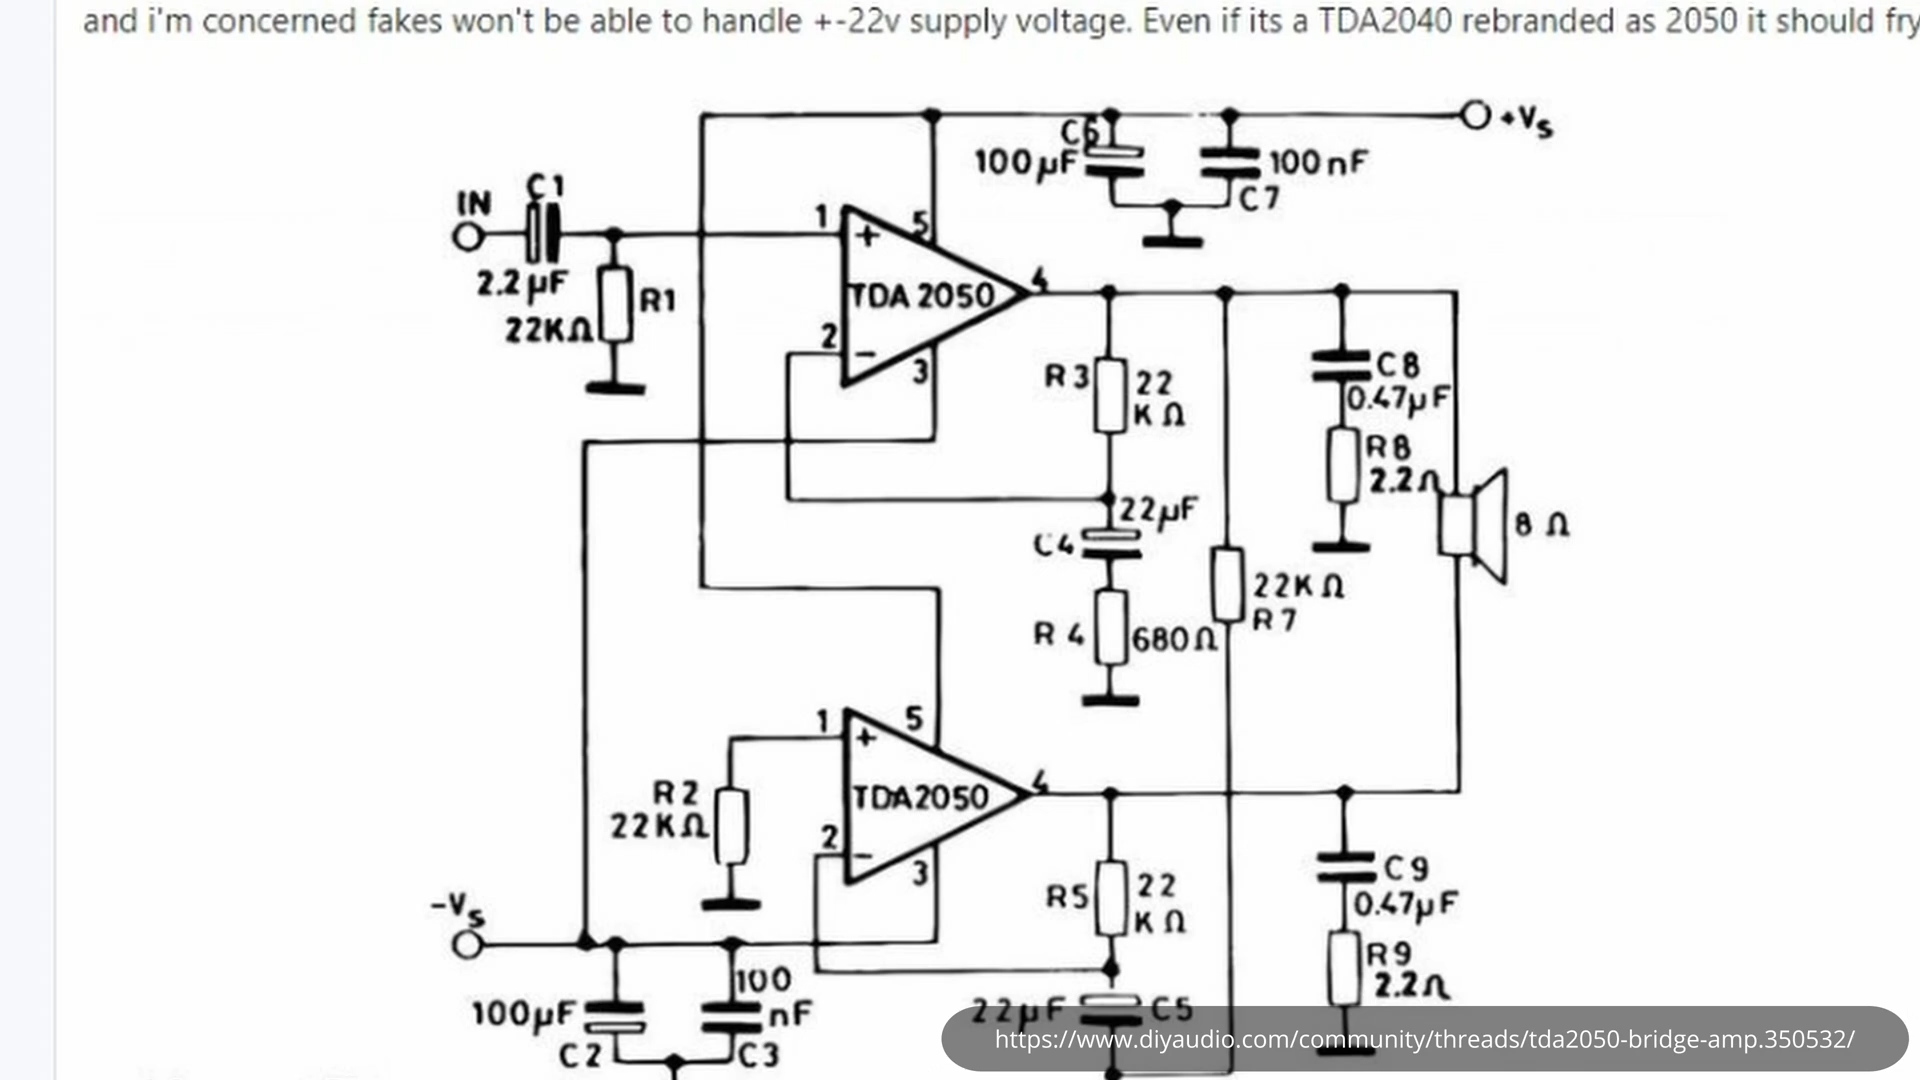 and i'm concerned fakes won't be able to handle +-22v supply voltage. Even if its a TDA2040 rebranded as 2050 it should fry
+Vs
C6
100µF
100nF
C7
IN
C1
2.2µF
R1
22KΩ
1
5
+
TDA 2050
4
2
−
3
R3
22
KΩ
C8
0.47µF
R8
2.2Ω
8 Ω
22µF
C4
R 4
680Ω
22KΩ
R7
1
5
+
TDA2050
4
2
−
3
R2
22KΩ
R5
22
KΩ
C9
0.47µF
R9
2.2Ω
-Vs
100µF
C2
100
nF
C3
22µF
C5
https://www.diyaudio.com/community/threads/tda2050-bridge-amp.350532/